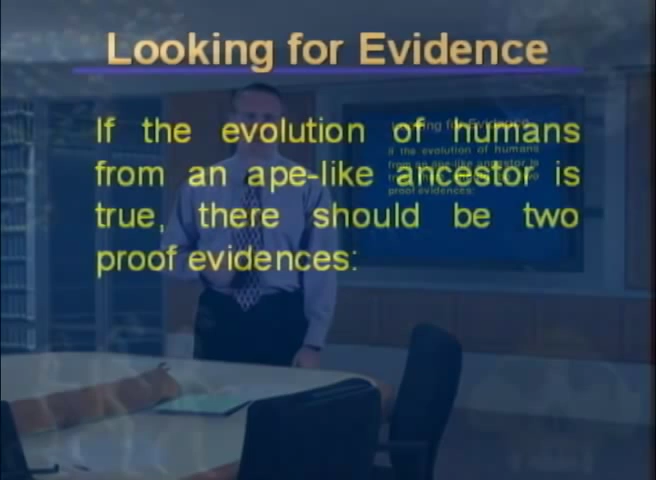 Looking for Evidence
If the evolution of humans
from an ape-like ancestor is
true, there should be two
proof evidences: